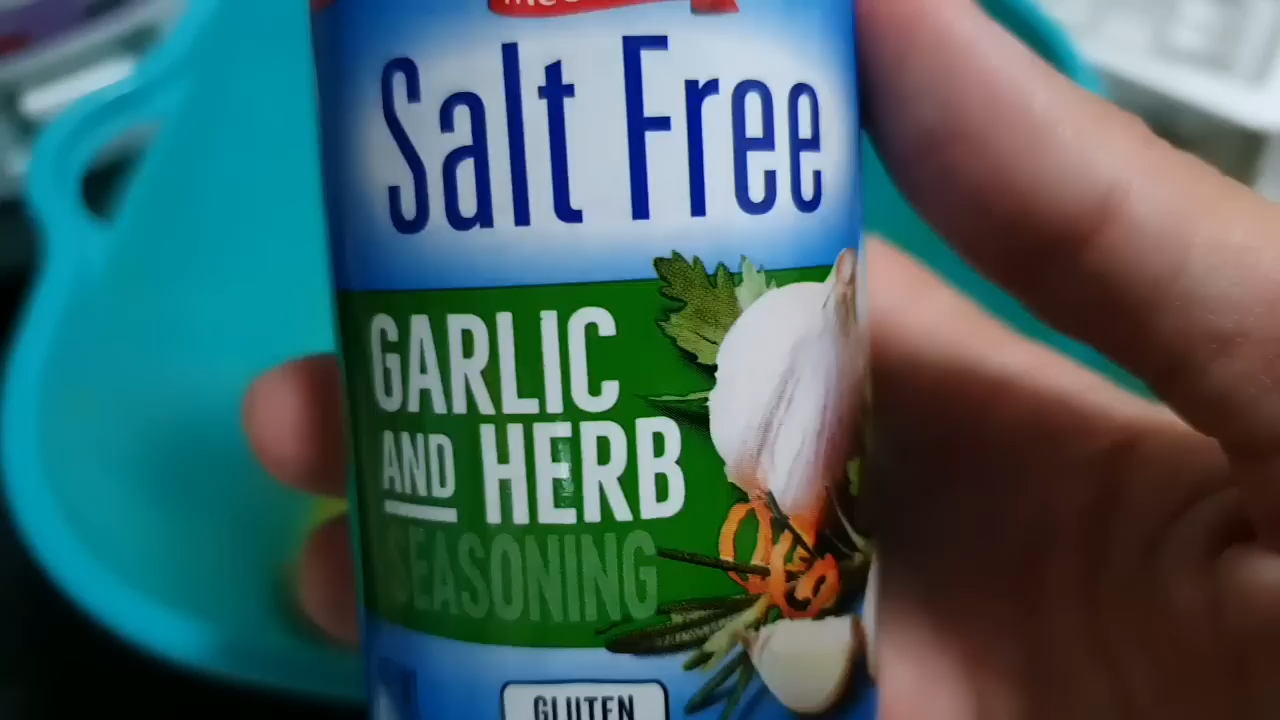 Salt Free
GARLIC
AND HERB
SEASONING
GLUTEN